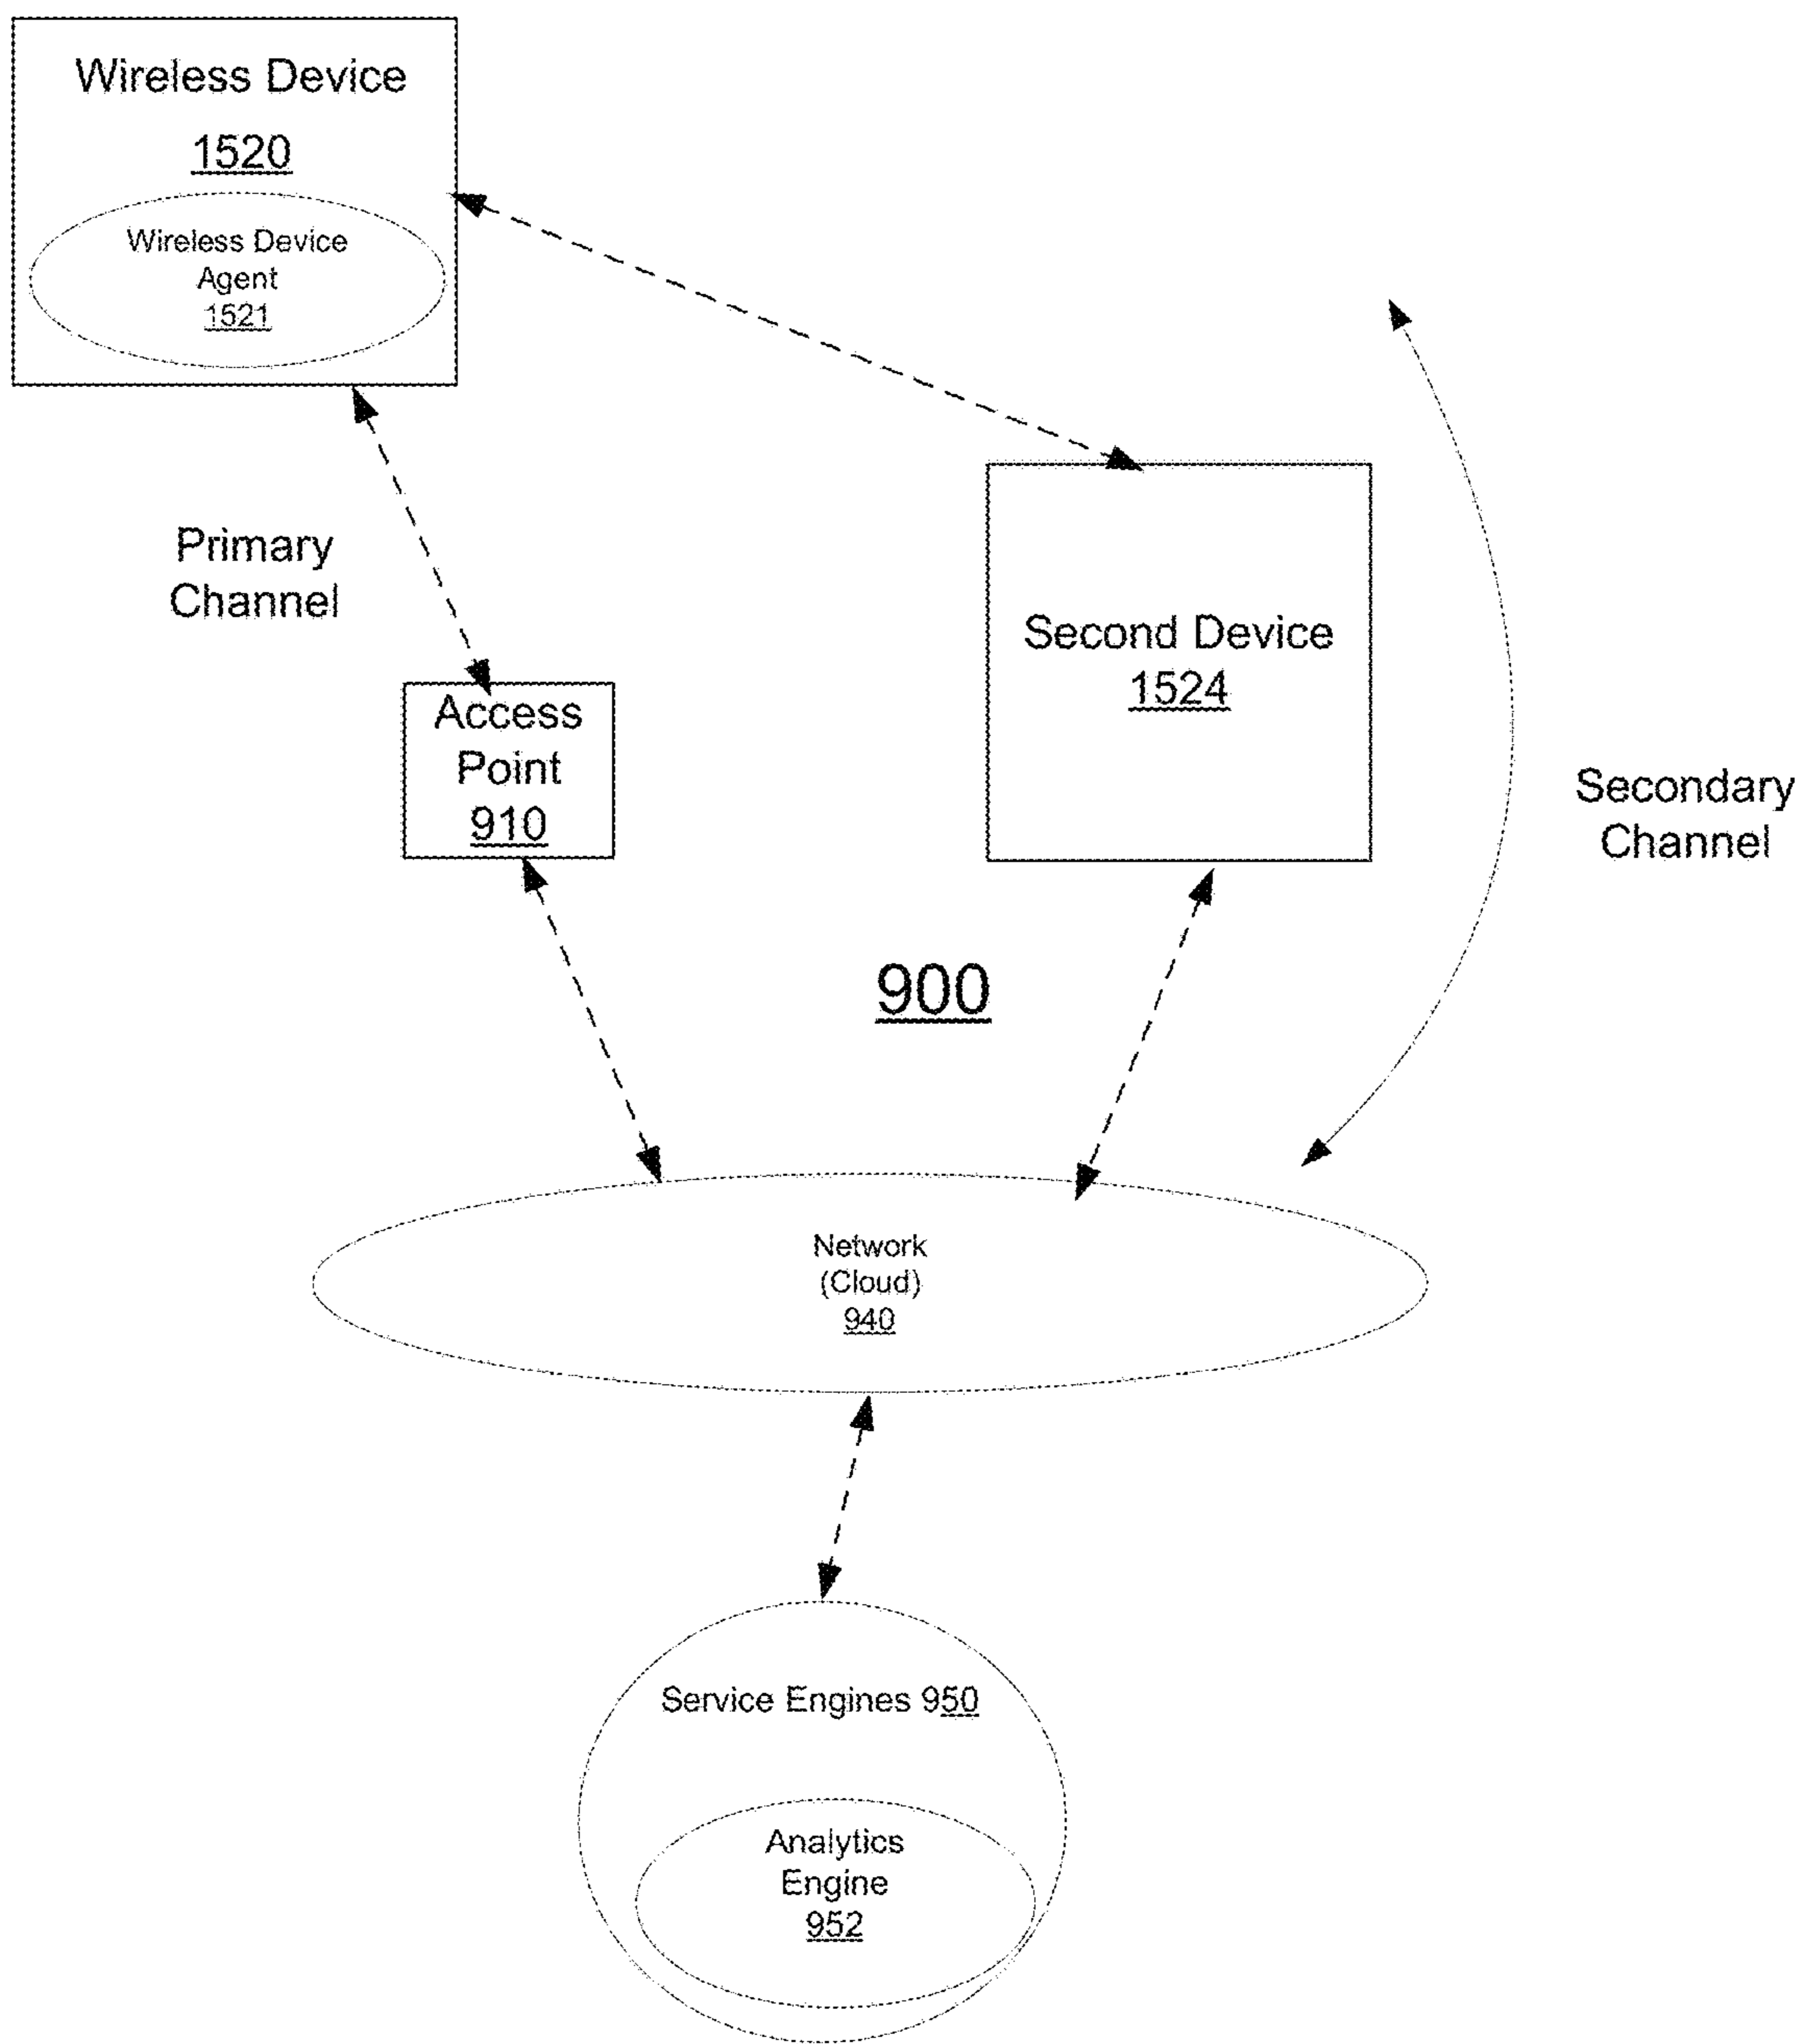 Wireless Device
1520
Wireless Device
Agent
1521
Primary
Channel
Access
Point
910
Second Device
1524
Secondary
Channel
900
Network
(Cloud)
940
Service Engines 950
Analytics
Engine
952